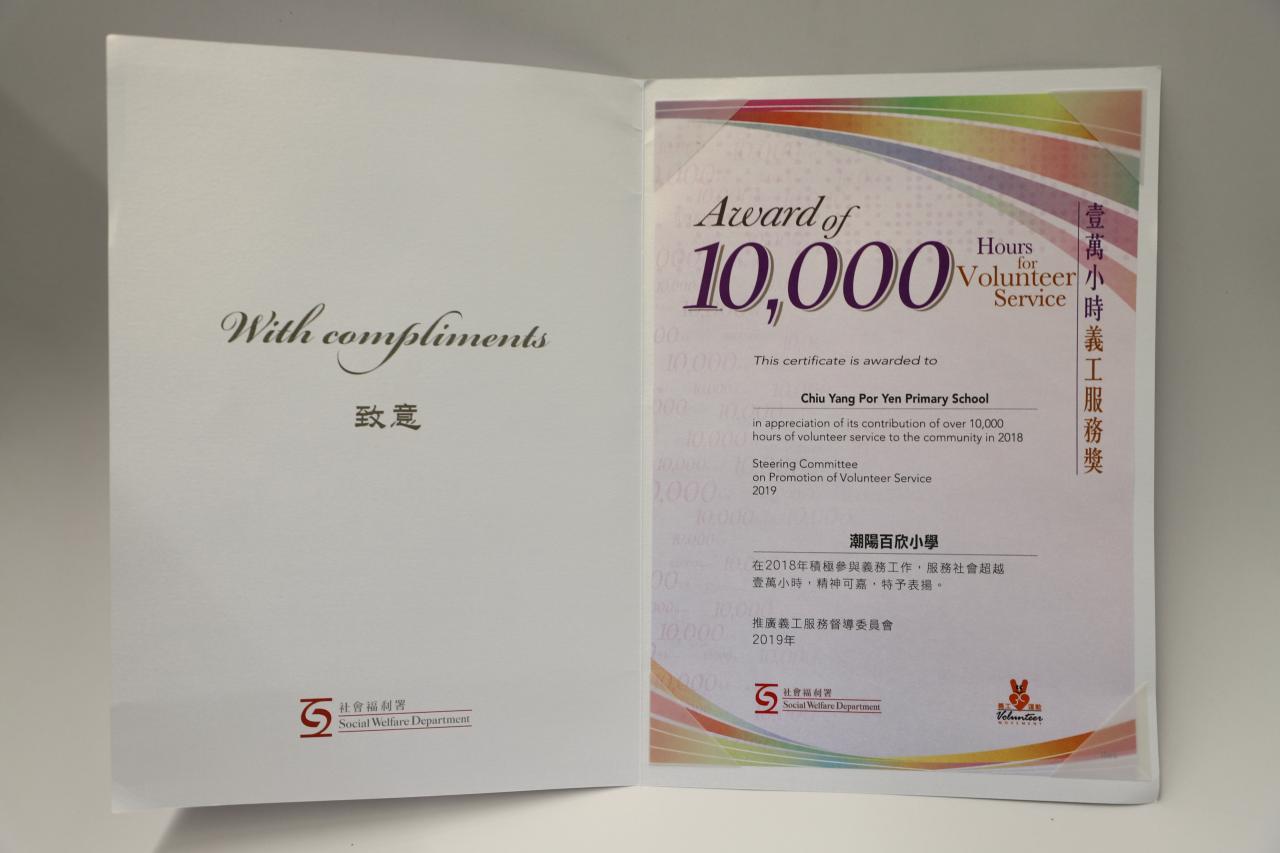 With compliments
致意
社會福利署
Social Welfare Department
Award of
10,000
Hours
for
Volunteer
Service
壹萬小時義工服務獎
This certificate is awarded to
Chiu Yang Por Yen Primary School
in appreciation of its contribution of over 10,000
hours of volunteer service to the community in 2018
Steering Committee
on Promotion of Volunteer Service
2019
潮陽百欣小學
在2018年積極參與義務工作，服務社會超越
壹萬小時，精神可嘉，特予表揚。
推廣義工服務督導委員會
2019年
社會福利署
Social Welfare Department
義工運動
Volunteer
MOVEMENT